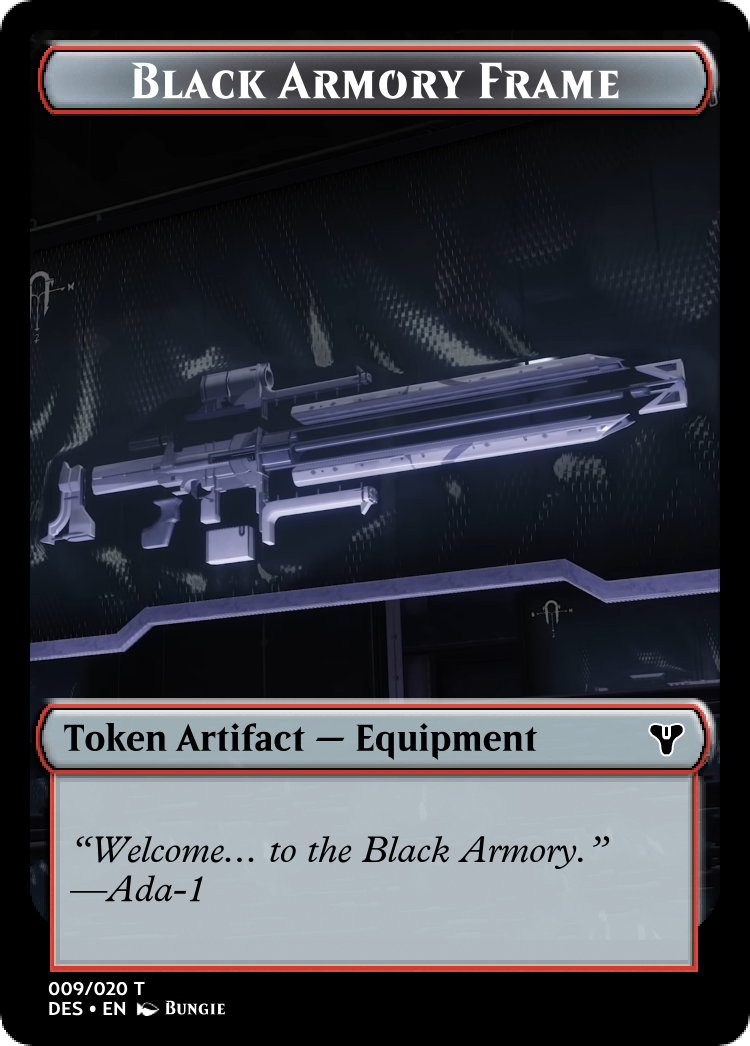 Black Armory Frame
Token Artifact — Equipment
“Welcome… to the Black Armory.”
—Ada-1
009/020 T
DES • EN Bungie